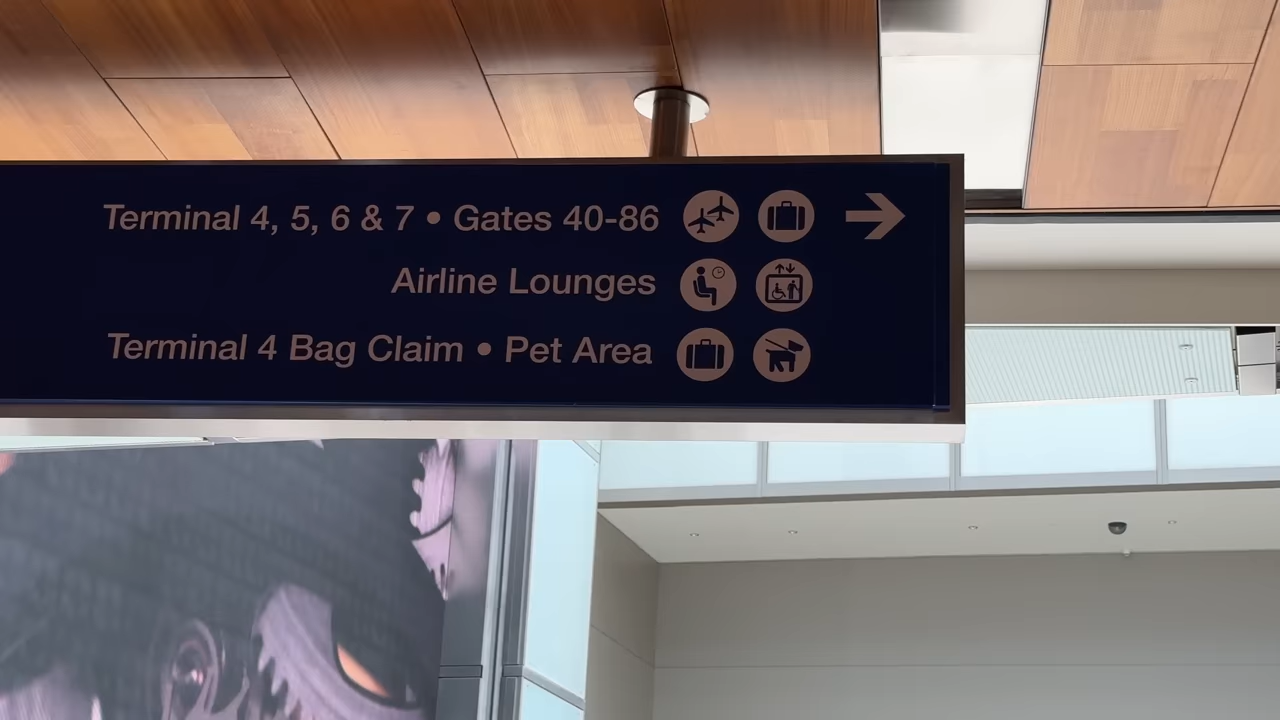 Terminal 4, 5, 6 & 7 • Gates 40-86
Airline Lounges
Terminal 4 Bag Claim • Pet Area